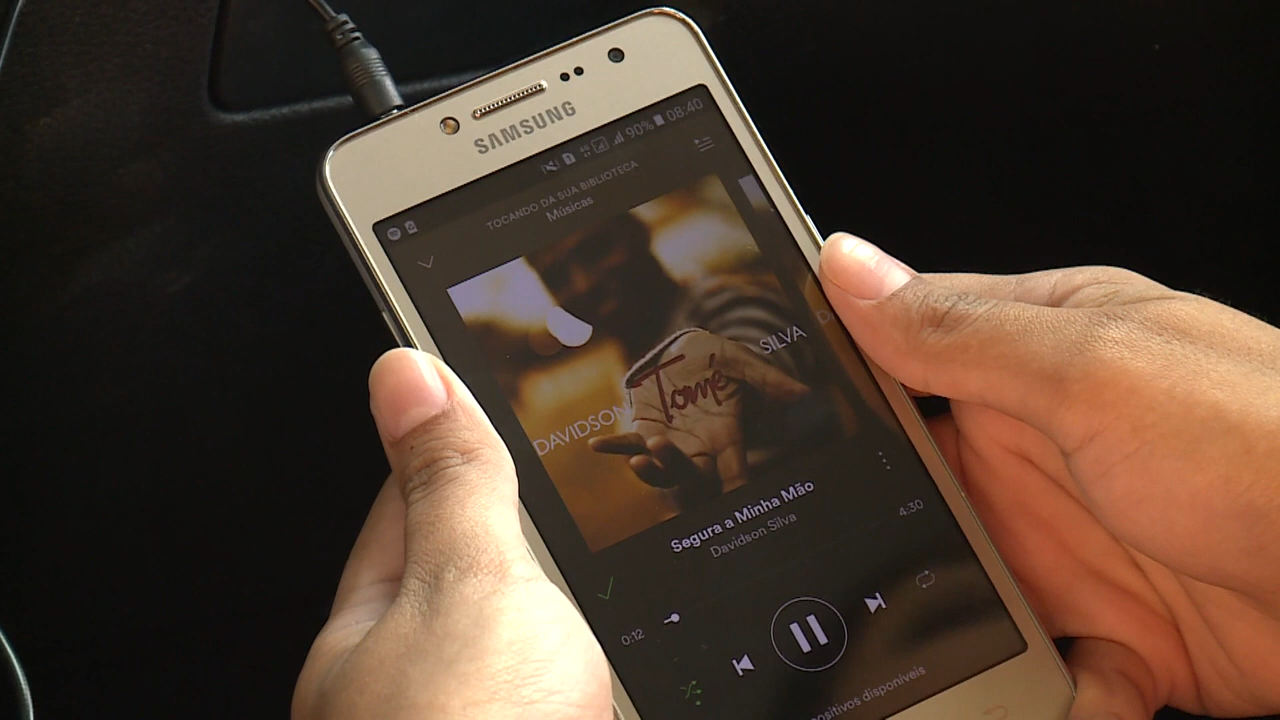 SAMSUNG
90% 08:40
TOCANDO DA SUA BIBLIOTECA
Músicas
DAVIDSON SILVA
Tomé
Segura a Minha Mão
Davidson Silva
0:12 4:30
disponíveis